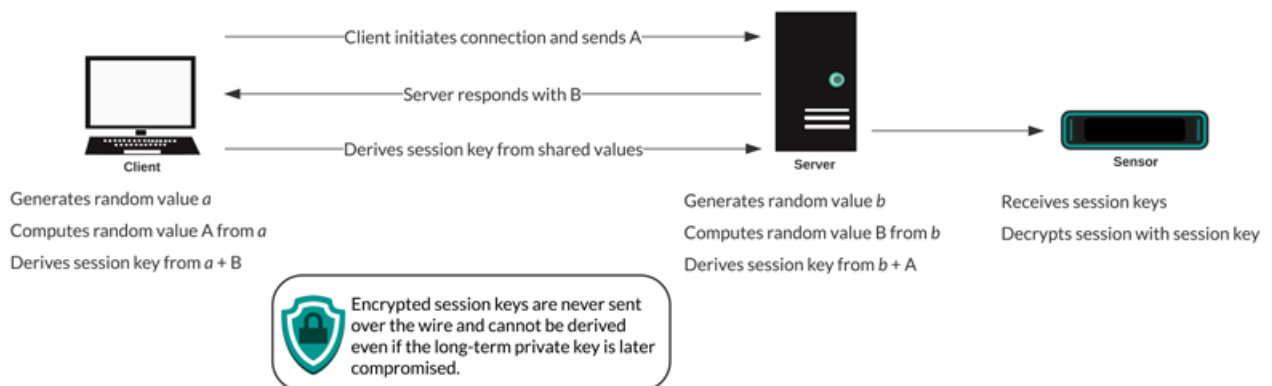 Client initiates connection and sends A
Server responds with B
Derives session key from shared values
Client
Server
Sensor
Generates random value a
Computes random value A from a
Derives session key from a + B
Generates random value b
Computes random value B from b
Derives session key from b + A
Receives session keys
Decrypts session with session key
Encrypted session keys are never sent
over the wire and cannot be derived
even if the long-term private key is later
compromised.